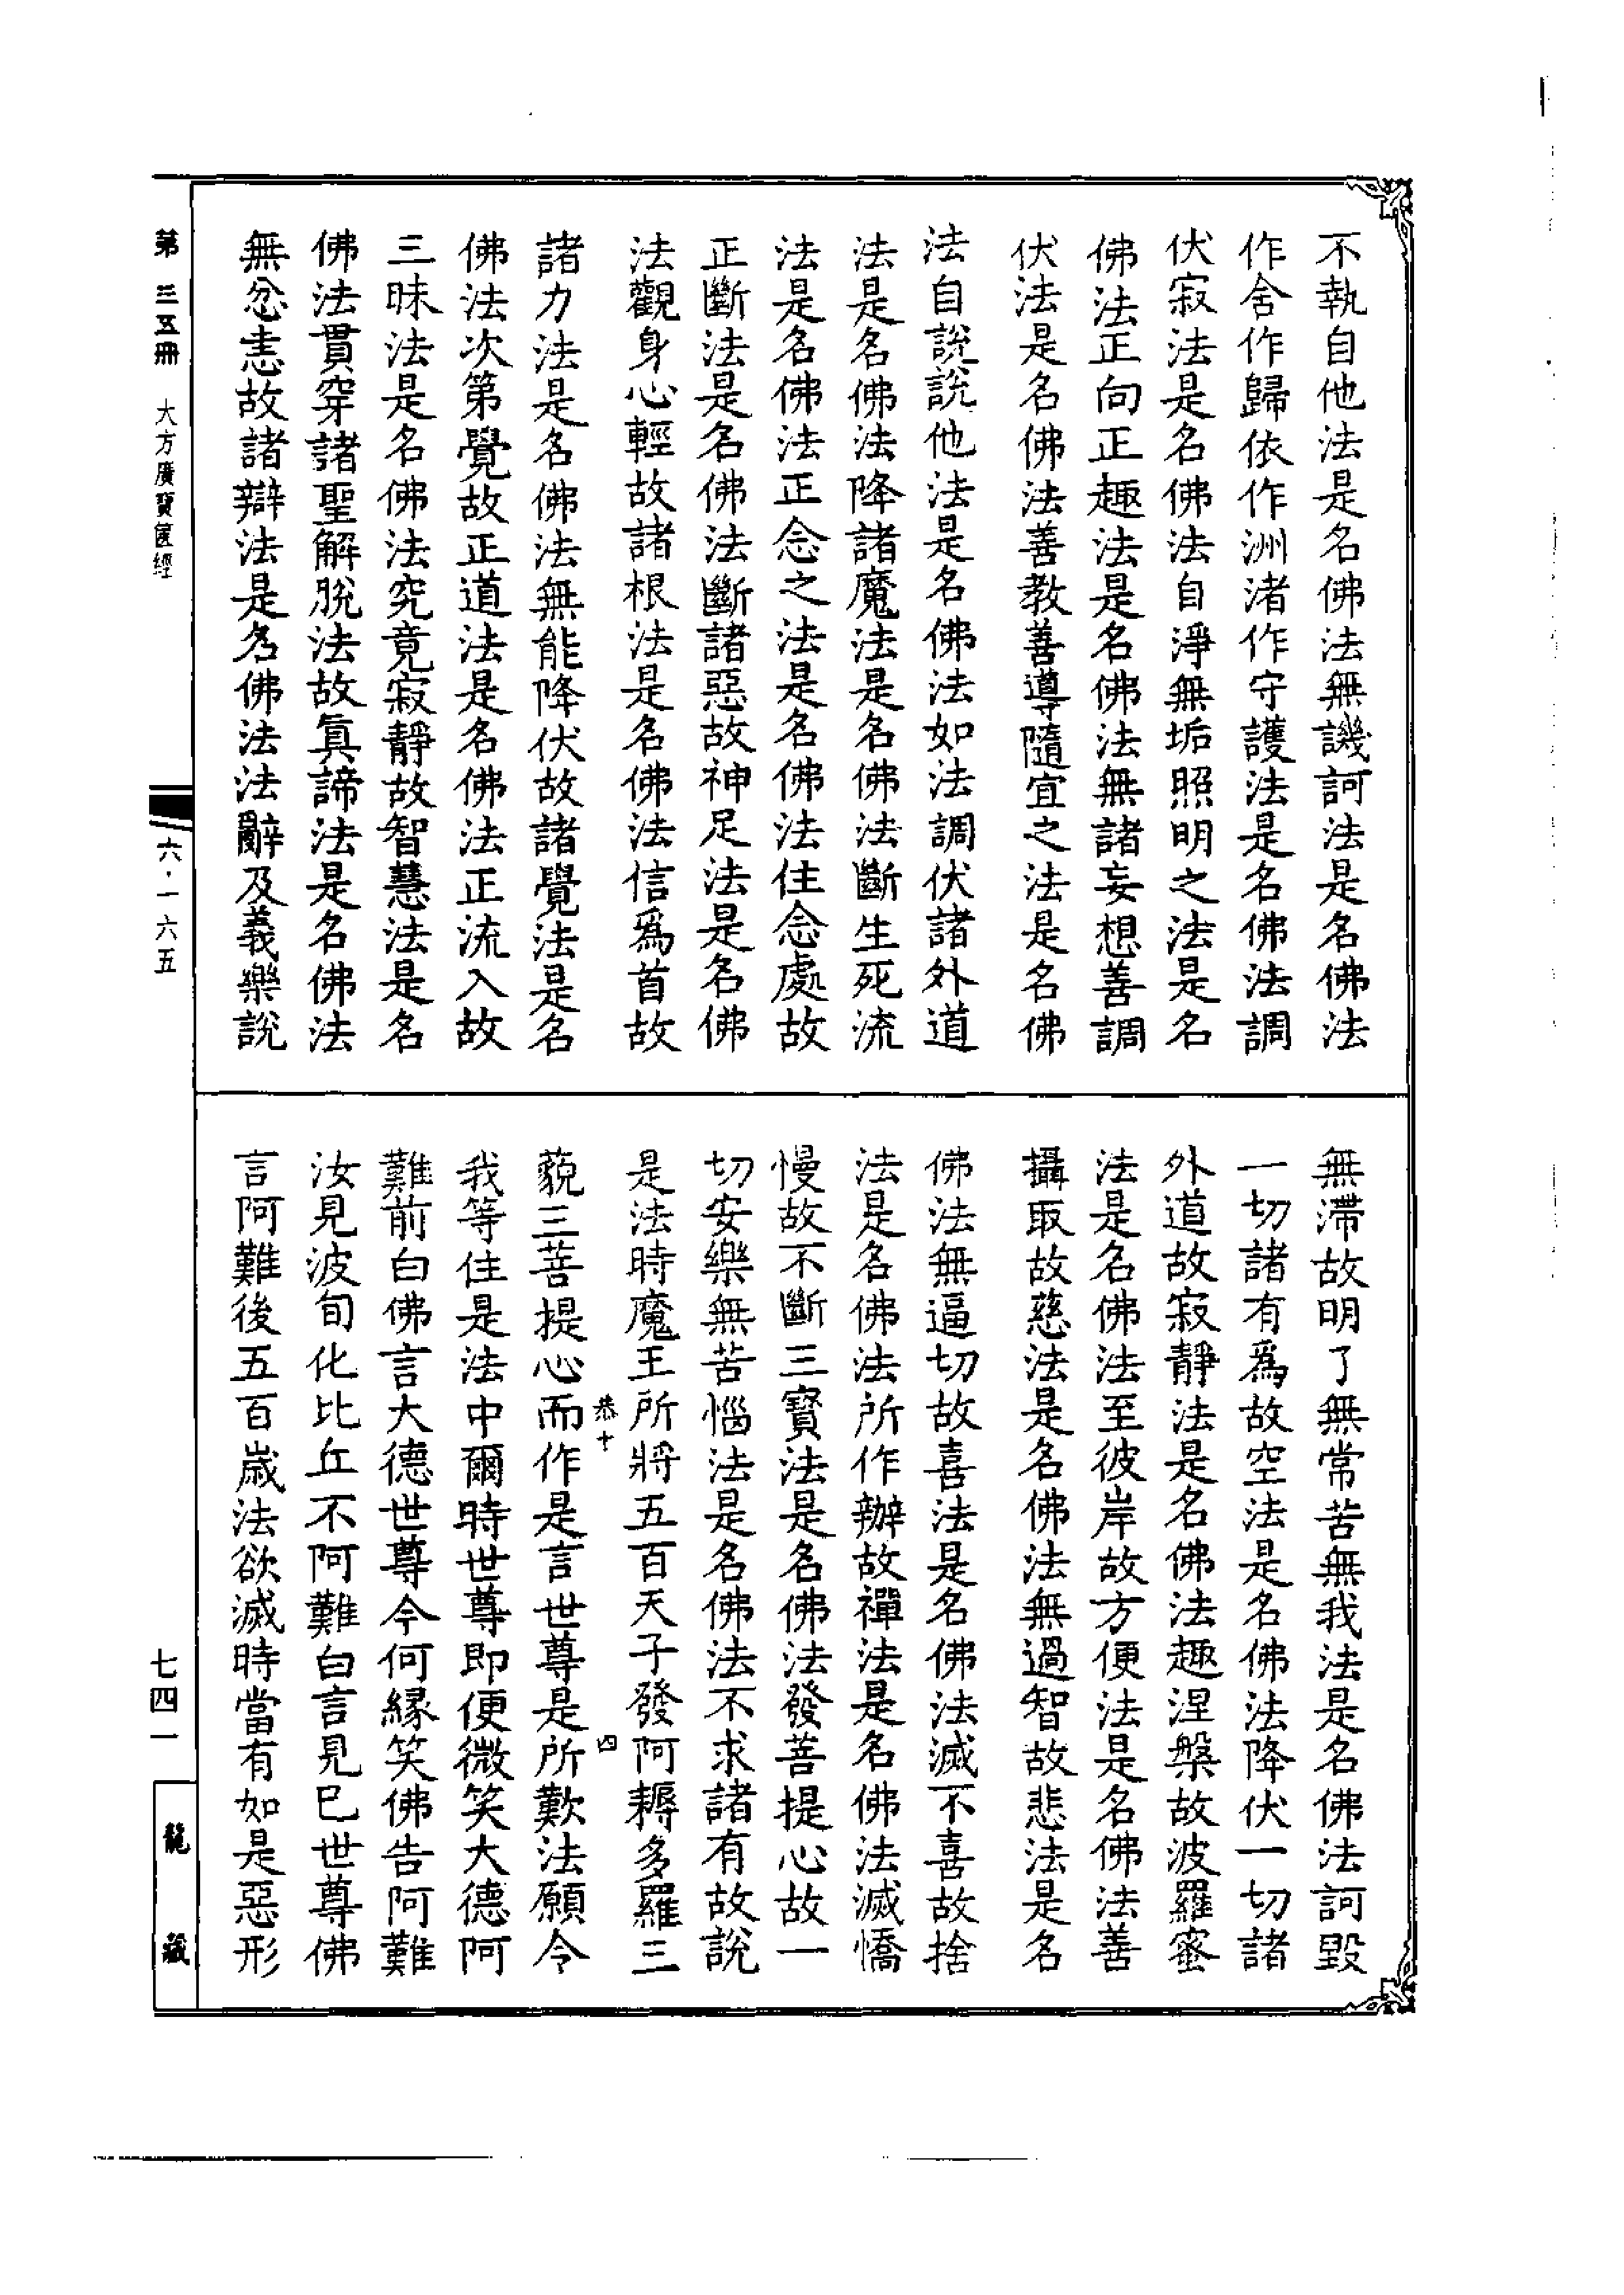 不執自他法是名佛法無譏訶法是名佛法
作舍作歸依作洲渚作守護法是名佛法調
伏寂法是名佛法自淨無垢照明之法是名
佛法正向正趣法是名佛法無諸妄想善調
伏法是名佛法善教善導隨宜之法是名佛
法自說說他法是名佛法如法調伏諸外道
法是名佛法降諸魔法是名佛法斷生死流
法是名佛法正念之法是名佛法住念處故
正斷法是名佛法斷諸惡故神足法是名佛
法觀身心輕故諸根法是名佛法信爲首故
諸力法是名佛法無能降伏故諸覺法是名
佛法次第覺故正道法是名佛法正流入故
三昧法是名佛法究竟寂靜故智慧法是名
佛法貫穿諸聖解脫法故眞諦法是名佛法
無忿恚故諸辯法是名佛法法辭及義樂說
無滯故明了無常苦無我法是名佛法訶毀
一切諸有爲故空法是名佛法降伏一切諸
外道故寂靜法是名佛法趣涅槃故波羅蜜
法是名佛法至彼岸故方便法是名佛法善
攝取故慈法是名佛法無過智故悲法是名
佛法無逼切故喜法是名佛法滅不喜故捨
法是名佛法所作辦故禪法是名佛法滅憍
慢故不斷三寶法是名佛法發菩提心故一
切安樂無苦惱法是名佛法不求諸有故說
是法時魔王所將五百天子發阿耨多羅三
恭十
四
藐三菩提心而作是言世尊是所歎法願令
我等住是法中爾時世尊即便微笑大德阿
難前白佛言大德世尊今何緣笑佛告阿難
汝見波旬化比丘不阿難白言見已世尊佛
言阿難後五百歲法欲滅時當有如是惡形
第三五冊
大方廣寶篋經
六·一六五
七四一
龍藏